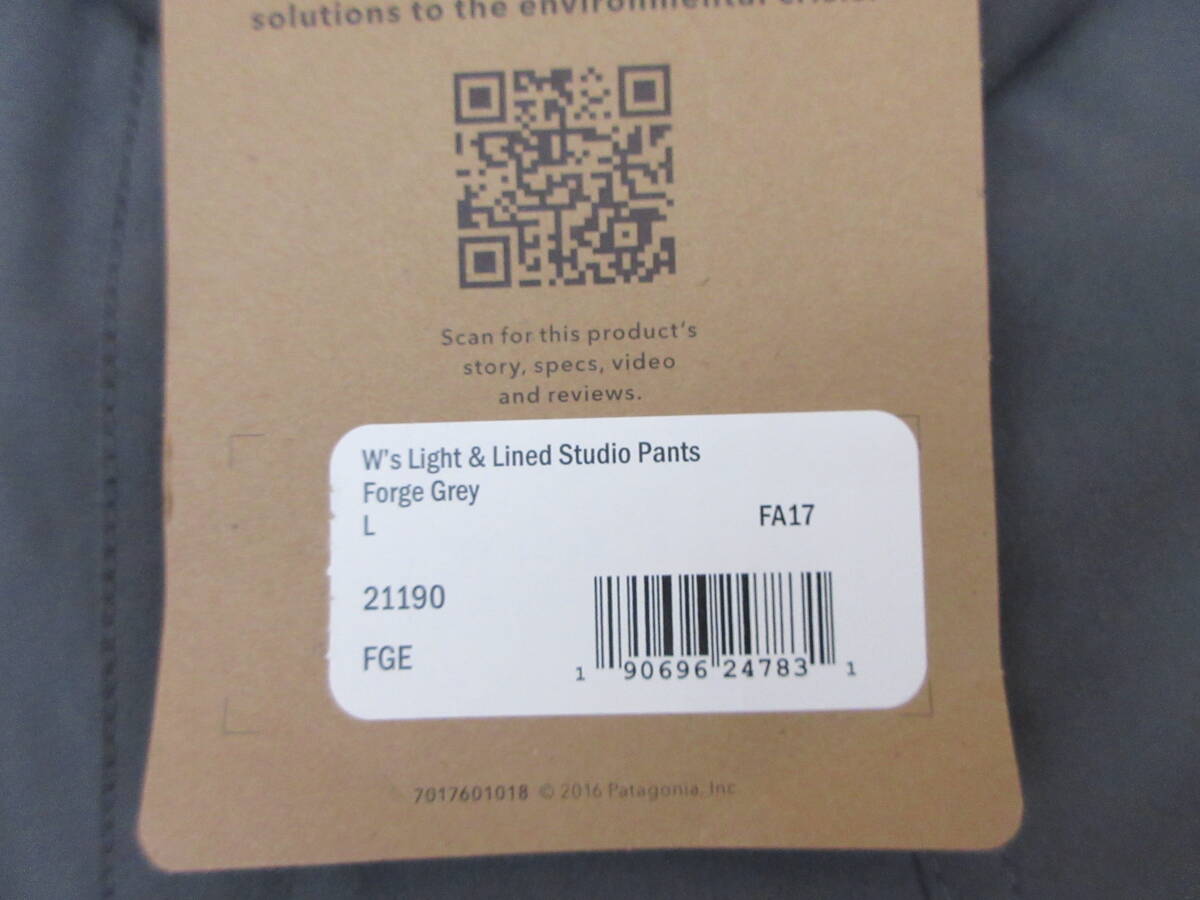 solutions to the environmental crisis.
Scan for this product's
story, specs, video
and reviews.
W's Light & Lined Studio Pants
Forge Grey
L
FA17
21190
FGE
1 90696 24783 1
7017601018 © 2016 Patagonia, Inc